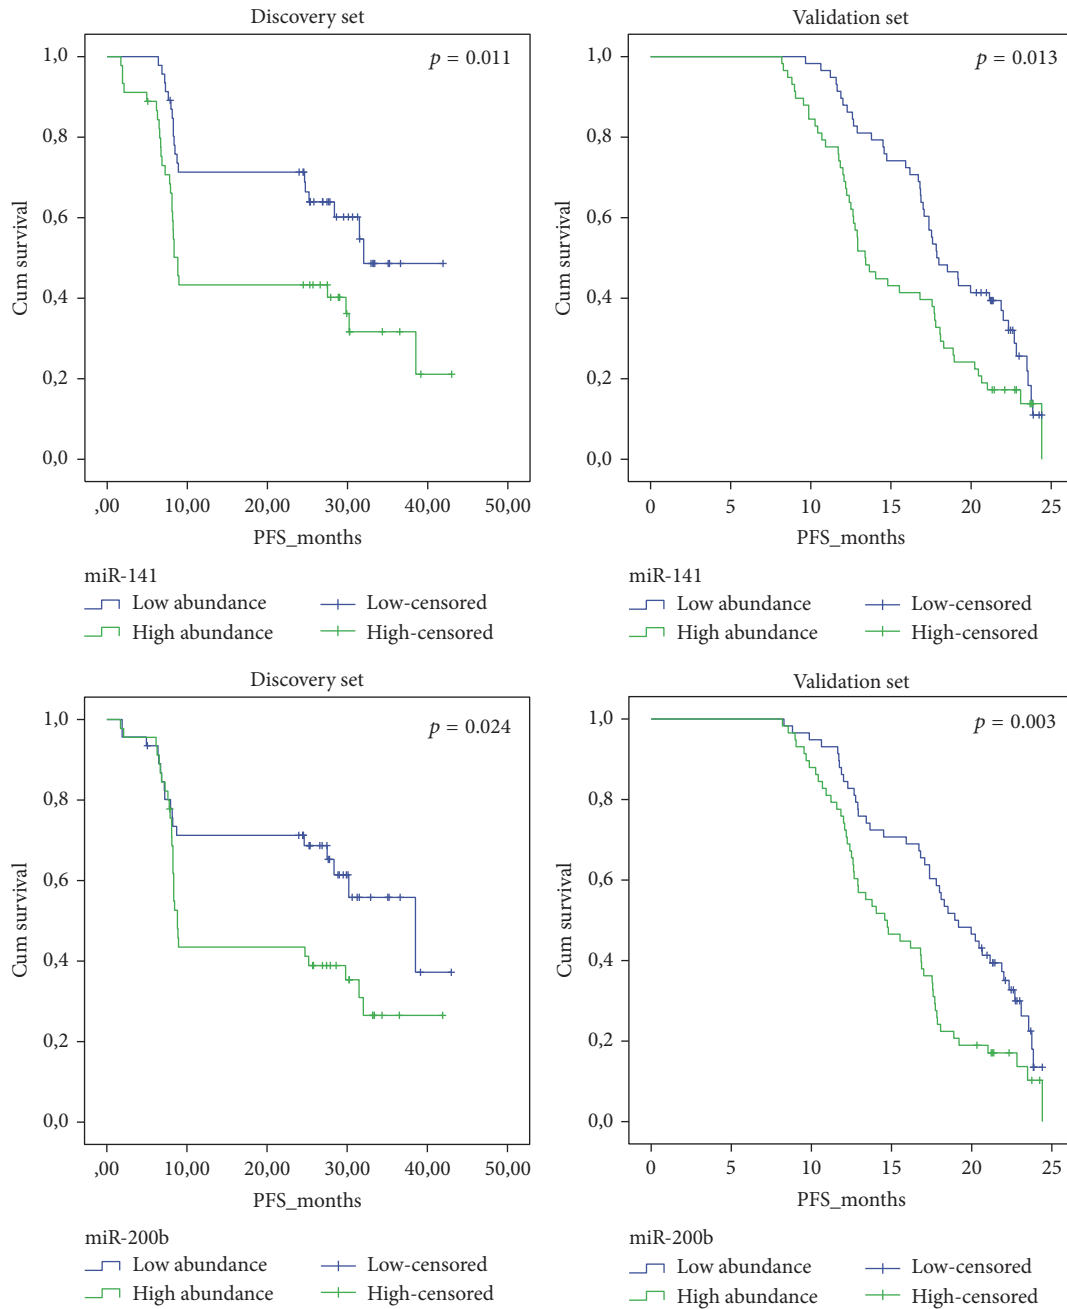 Discovery set
p = 0.011
1,0
0,8
0,6
0,4
0,2
0,0
Cum survival
,00 10,00 20,00 30,00 40,00 50,00
PFS_months
miR-141
Low abundance Low-censored
High abundance High-censored
Validation set
p = 0.013
1,0
0,8
0,6
0,4
0,2
0,0
Cum survival
0 5 10 15 20 25
PFS_months
miR-141
Low abundance Low-censored
High abundance High-censored
Discovery set
p = 0.024
1,0
0,8
0,6
0,4
0,2
0,0
Cum survival
,00 10,00 20,00 30,00 40,00 50,00
PFS_months
miR-200b
Low abundance Low-censored
High abundance High-censored
Validation set
p = 0.003
1,0
0,8
0,6
0,4
0,2
0,0
Cum survival
0 5 10 15 20 25
PFS_months
miR-200b
Low abundance Low-censored
High abundance High-censored